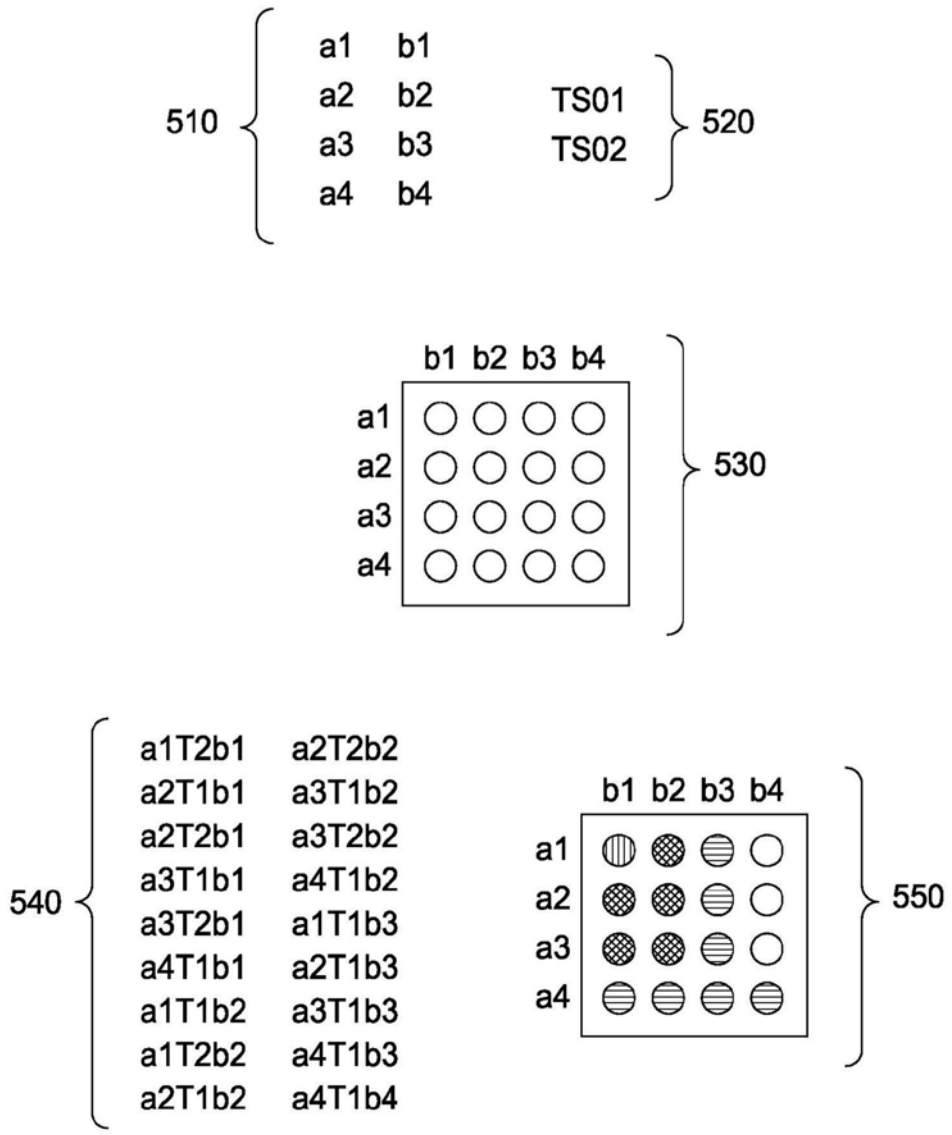 a1 b1
a2 b2
a3 b3
a4 b4
510
TS01
TS02
520
b1 b2 b3 b4
a1
a2
a3
a4
530
540
a1T2b1 a2T2b2
a2T1b1 a3T1b2
a2T2b1 a3T2b2
a3T1b1 a4T1b2
a3T2b1 a1T1b3
a4T1b1 a2T1b3
a1T1b2 a3T1b3
a1T2b2 a4T1b3
a2T1b2 a4T1b4
b1 b2 b3 b4
a1
a2
a3
a4
550